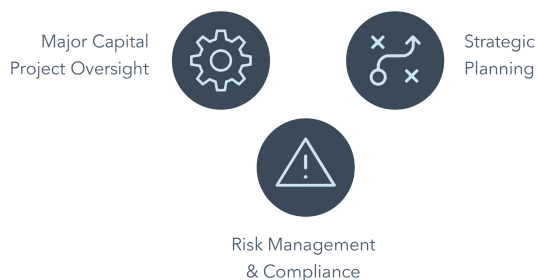 Major Capital
Project Oversight
Strategic
Planning
Risk Management
& Compliance